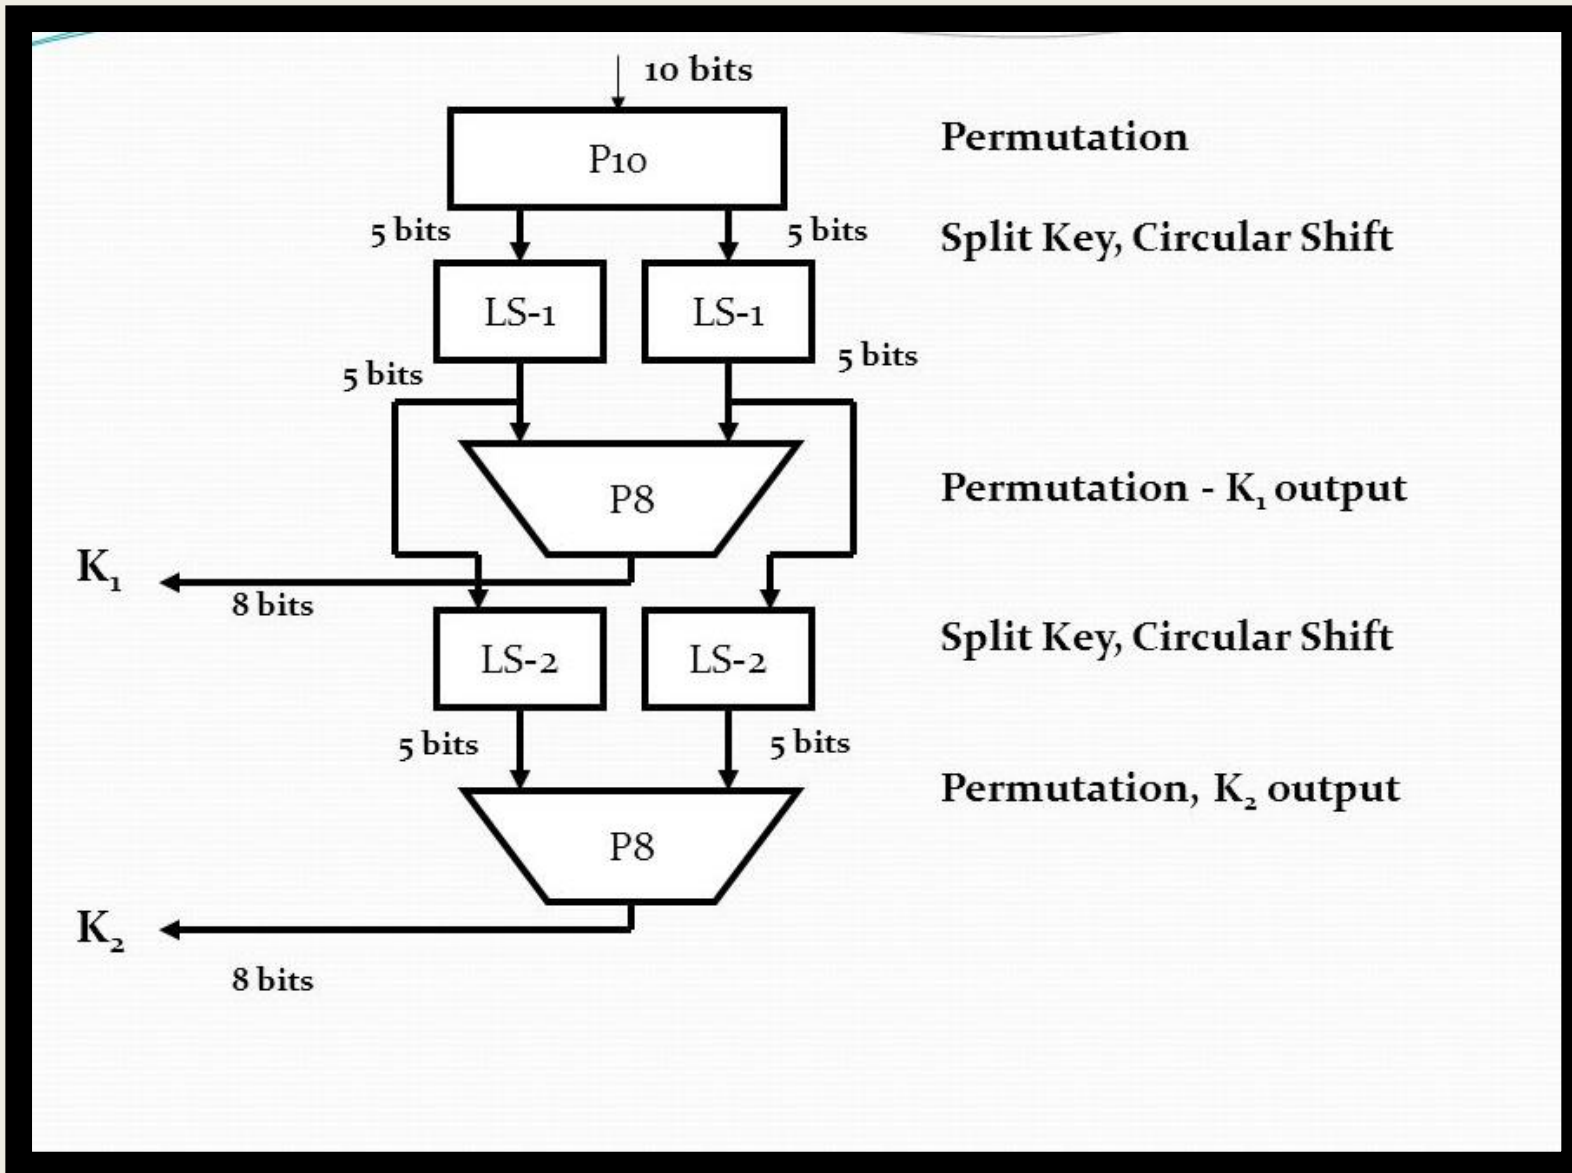 10 bits
P10
Permutation
5 bits
5 bits
Split Key, Circular Shift
LS-1
LS-1
5 bits
5 bits
P8
Permutation - K₁ output
K₁
8 bits
LS-2
LS-2
Split Key, Circular Shift
5 bits
5 bits
P8
Permutation, K₂ output
K₂
8 bits